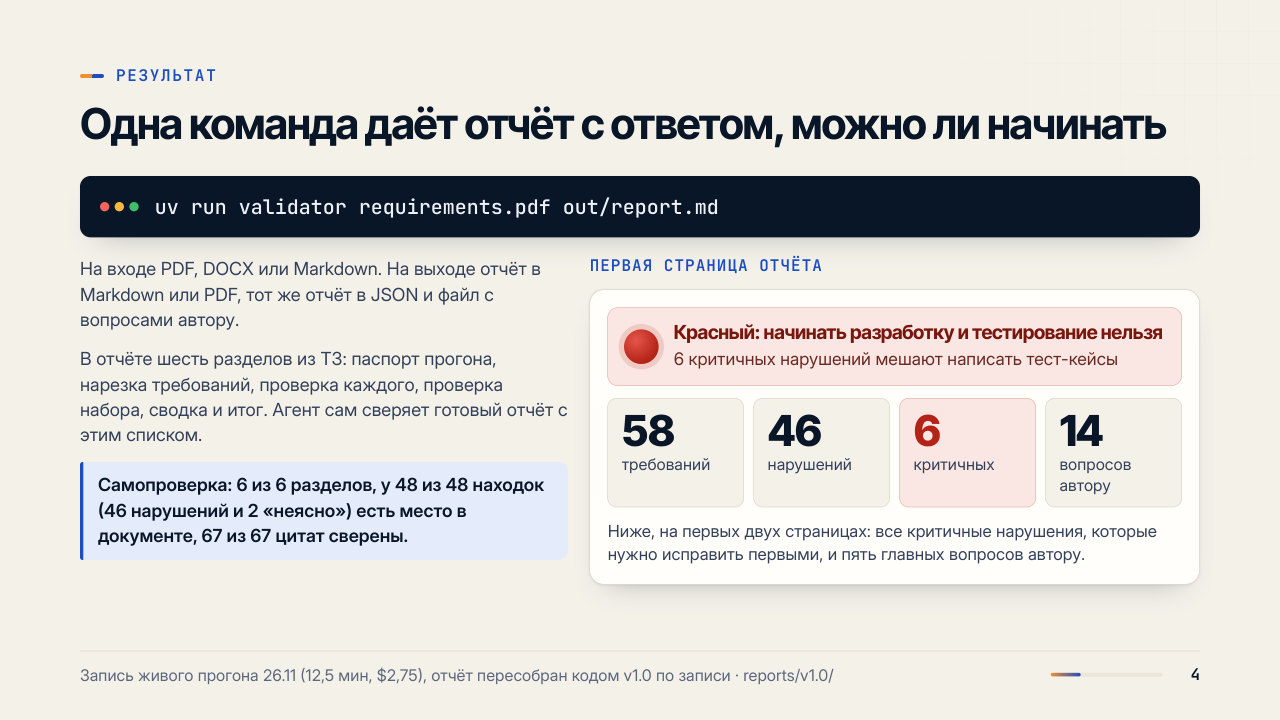 РЕЗУЛЬТАТ
Одна команда даёт отчёт с ответом, можно ли начинать
uv run validator requirements.pdf out/report.md
На входе PDF, DOCX или Markdown. На выходе отчёт в
Markdown или PDF, тот же отчёт в JSON и файл с
вопросами автору.
В отчёте шесть разделов из ТЗ: паспорт прогона,
нарезка требований, проверка каждого, проверка
набора, сводка и итог. Агент сам сверяет готовый отчёт с
этим списком.
Самопроверка: 6 из 6 разделов, у 48 из 48 находок
(46 нарушений и 2 «неясно») есть место в
документе, 67 из 67 цитат сверены.
ПЕРВАЯ СТРАНИЦА ОТЧЁТА
Красный: начинать разработку и тестирование нельзя
6 критичных нарушений мешают написать тест-кейсы
58
требований
46
нарушений
6
критичных
14
вопросов
автору
Ниже, на первых двух страницах: все критичные нарушения, которые
нужно исправить первыми, и пять главных вопросов автору.
Запись живого прогона 26.11 (12,5 мин, $2,75), отчёт пересобран кодом v1.0 по записи · reports/v1.0/
4